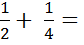 1/2 + 1/4 =